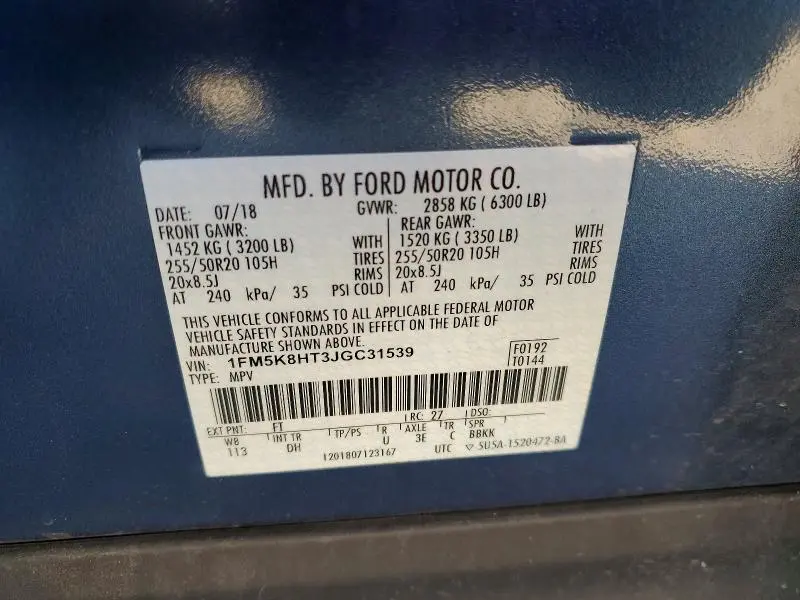 MFD. BY FORD MOTOR CO.
DATE: 07/18 GVWR: 2858 KG ( 6300 LB)
FRONT GAWR: REAR GAWR:
1452 KG ( 3200 LB) WITH 1520 KG ( 3350 LB) WITH
255/50R20 105H TIRES 255/50R20 105H TIRES
20x8.5J RIMS 20x8.5J RIMS
AT 240 kPa/ 35 PSI COLD AT 240 kPa/ 35 PSI COLD
THIS VEHICLE CONFORMS TO ALL APPLICABLE FEDERAL MOTOR
VEHICLE SAFETY STANDARDS IN EFFECT ON THE DATE OF
MANUFACTURE SHOWN ABOVE.
VIN: 1FM5K8HT3JGC31539 F0192
TYPE: MPV T0144
EXT PNT: FT RC: 27 DSO:
W8 INT TR TP/PS R AXLE TR SPR
113 DH U 3E C BBKK
1201807123167 UTC ▽ 5U5A-1520472-BA